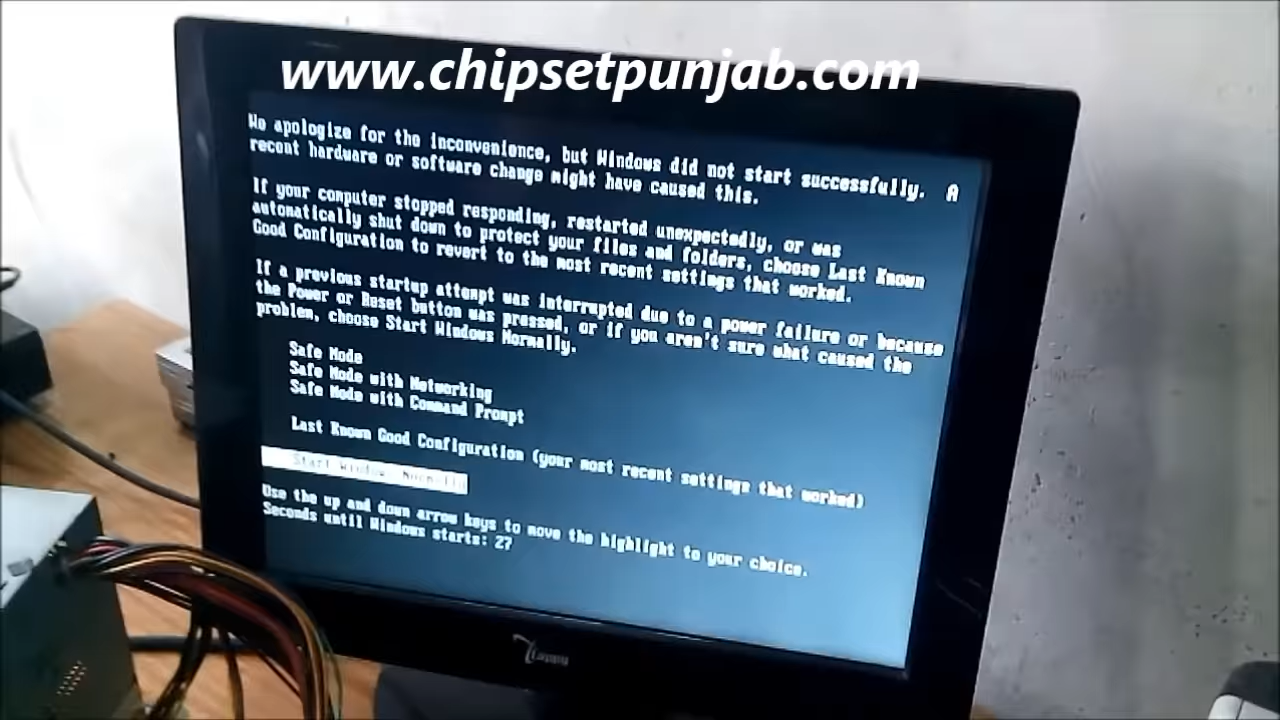 www.chipsetpunjab.com
We apologize for the inconvenience, but Windows did not start successfully. A
recent hardware or software change might have caused this.
If your computer stopped responding, restarted unexpectedly, or was
automatically shut down to protect your files and folders, choose Last Known
Good Configuration to revert to the most recent settings that worked.
If a previous startup attempt was interrupted due to a power failure or because
the Power or Reset button was pressed, or if you aren't sure what caused the
problem, choose Start Windows Normally.
Safe Mode
Safe Mode with Networking
Safe Mode with Command Prompt
Last Known Good Configuration (your most recent settings that worked)
Start Windows Normally
Use the up and down arrow keys to move the highlight to your choice.
Seconds until Windows starts: 27